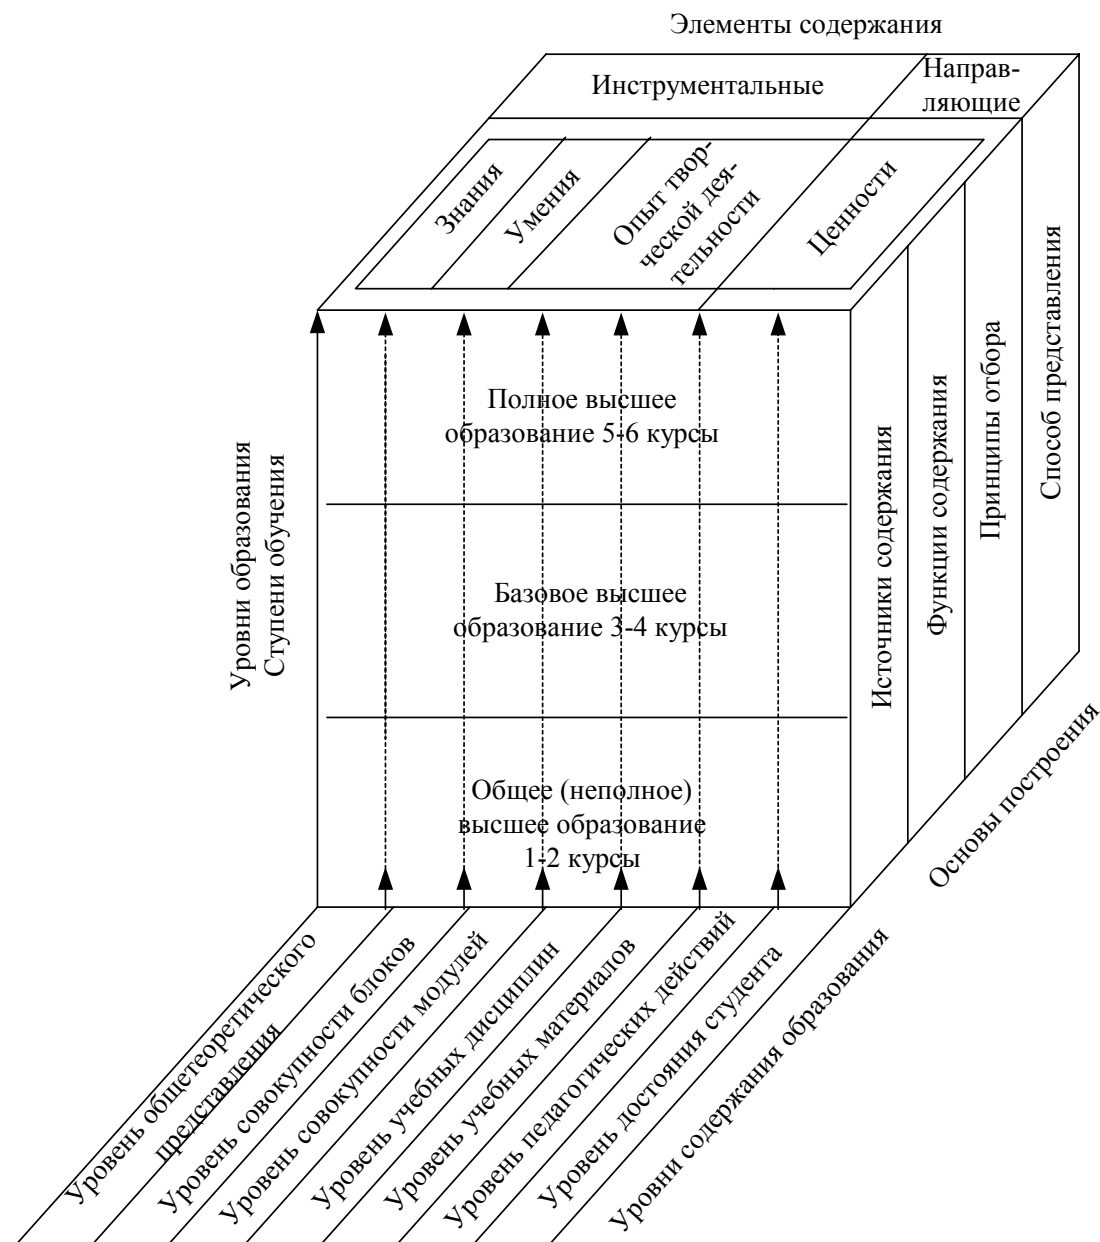 Элементы содержания
Инструментальные
Направ-
ляющие
Знания
Умения
Опыт твор-
ческой дея-
тельности
Ценности
Уровни образования
Ступени обучения
Полное высшее
образование 5-6 курсы
Базовое высшее
образование 3-4 курсы
Общее (неполное)
высшее образование
1-2 курсы
Источники содержания
Функции содержания
Принципы отбора
Способ представления
Основы построения
Уровень общетеоретического
представления
Уровень совокупности блоков
Уровень совокупности модулей
Уровень учебных дисциплин
Уровень учебных материалов
Уровень педагогических действий
Уровень достояния студента
Уровни содержания образования